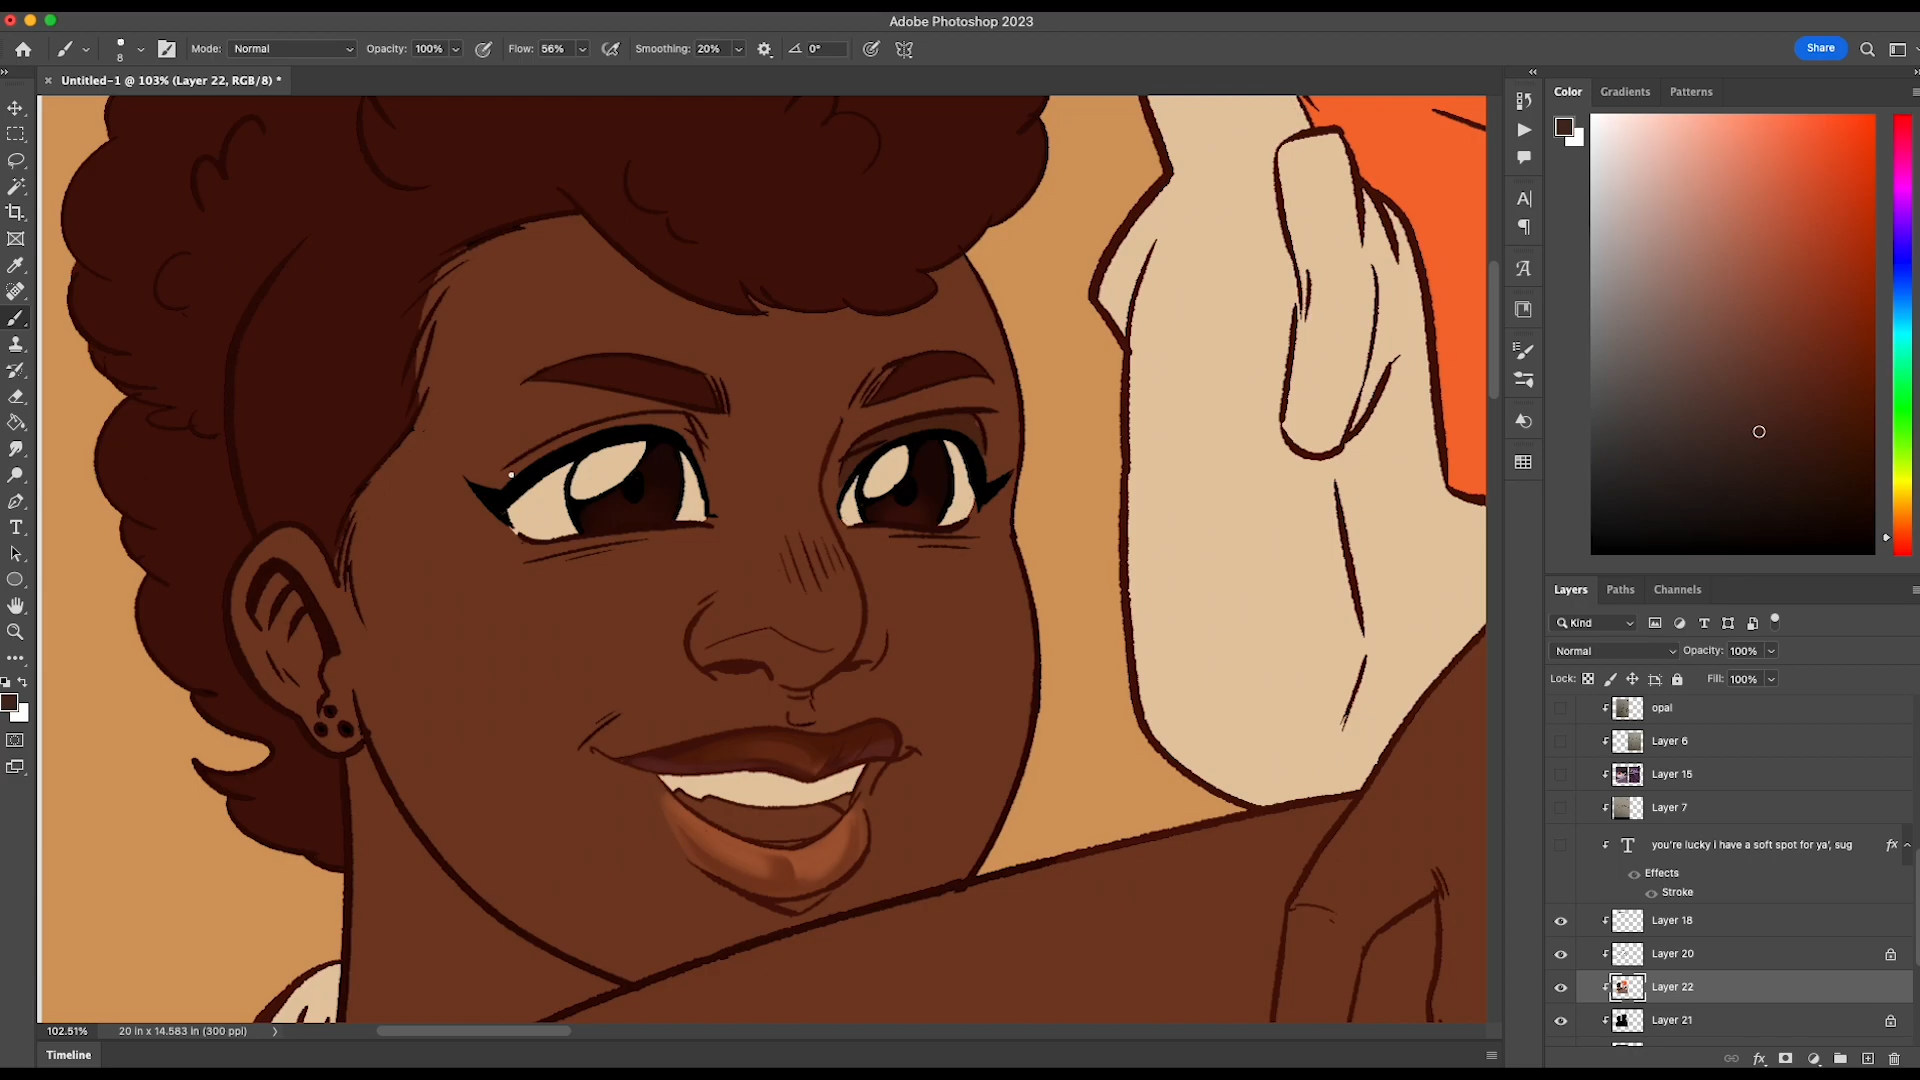 Adobe Photoshop 2023
8 Mode: Normal Opacity: 100% Flow: 56% Smoothing: 20% 0° Share
Untitled-1 @ 103% (Layer 22, RGB/8) *
Color Gradients Patterns
Layers Paths Channels
Kind
Normal Opacity: 100%
Lock: Fill: 100%
opal
Layer 6
Layer 15
Layer 7
you're lucky i have a soft spot for ya', sug
Effects
Stroke
Layer 18
Layer 20
Layer 22
Layer 21
102.51% 20 in x 14.583 in (300 ppi)
Timeline